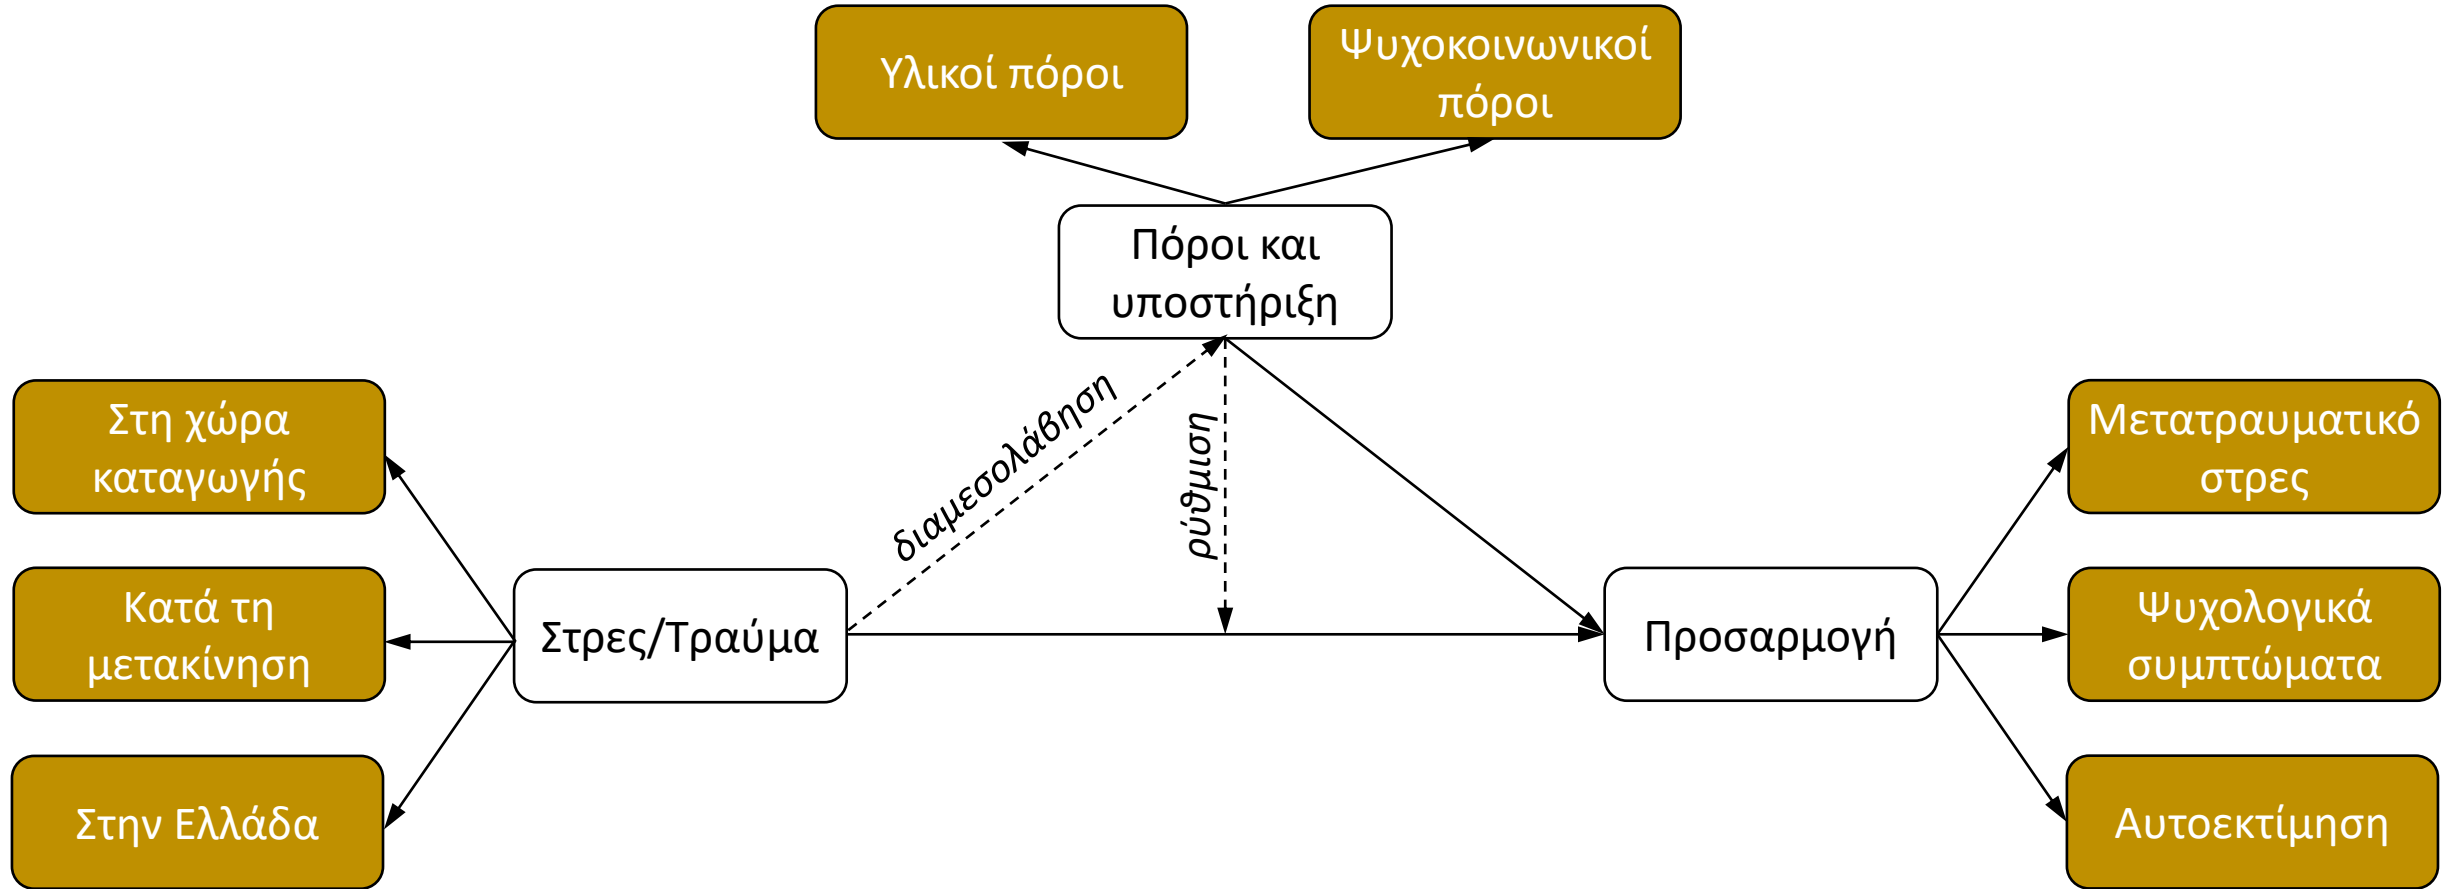 Υλικοί πόροι
Ψυχοκοινωνικοί
πόροι
Πόροι και
υποστήριξη
διαμεσολάβηση
ρύθμιση
Στη χώρα
καταγωγής
Κατά τη
μετακίνηση
Στην Ελλάδα
Στρες/Τραύμα
Προσαρμογή
Μετατραυματικό
στρες
Ψυχολογικά
συμπτώματα
Αυτοεκτίμηση